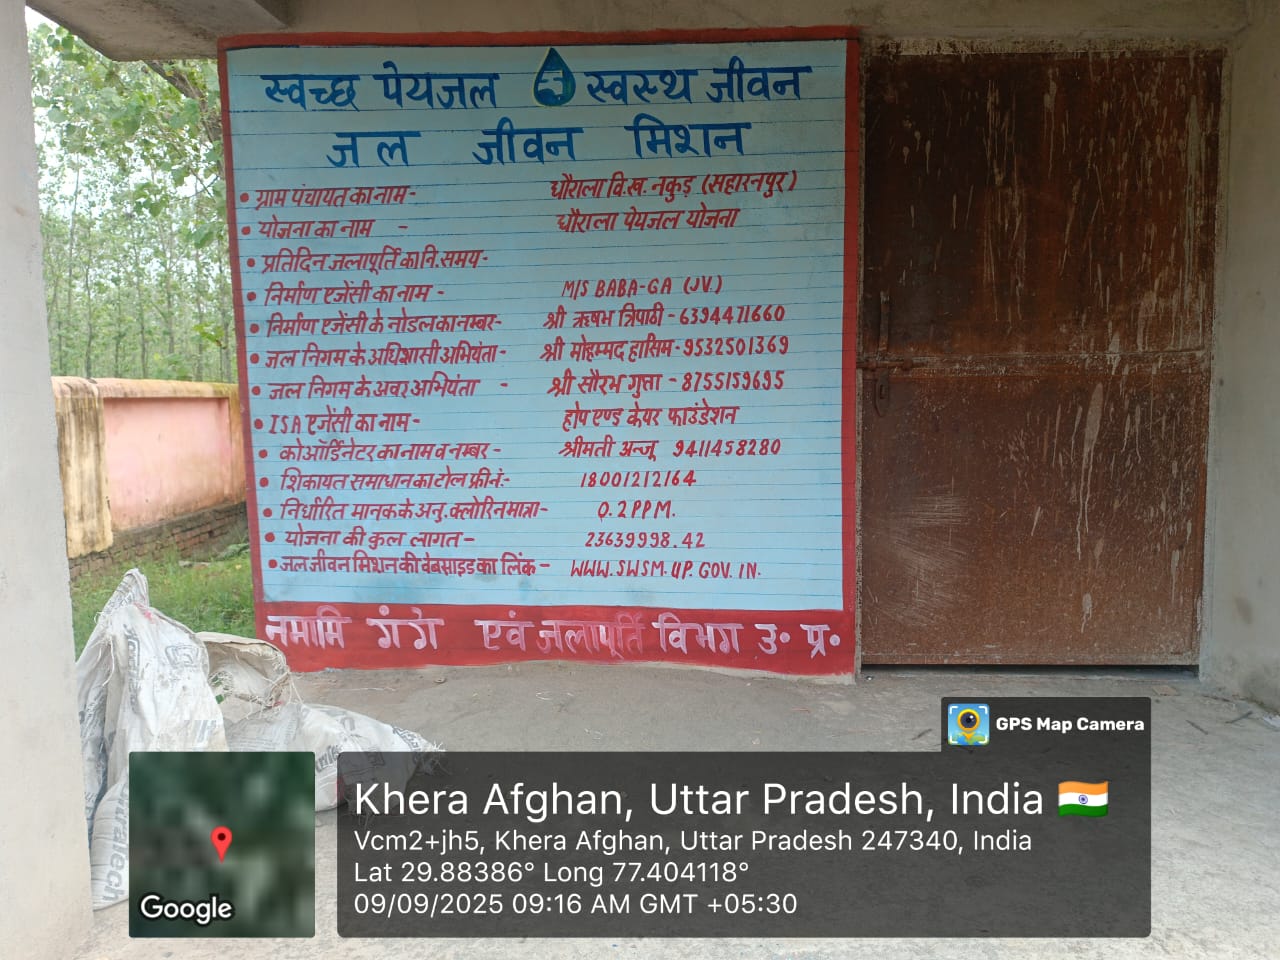 स्वच्छ पेयजल स्वस्थ जीवन
जल जीवन मिशन
• ग्राम पंचायत का नाम- घौराला वि.ख. नकुड़ (सहारनपुर)
• योजना का नाम - घौराला पेयजल योजना
• प्रतिदिन जलापूर्ति का नि. समय-
• निर्माण एजेंसी का नाम - M/S BABA-GA (JV.)
• निर्माण एजेंसी के नोडल का नम्बर- श्री ऋषभ त्रिपाठी - 6394471660
• जल निगम के अधिशासी अभियंता - श्री मोहम्मद हासिम - 9532501369
• जल निगम के अवर अभियंता - श्री सौरभ गुप्ता - 8755159695
• ISA एजेंसी का नाम - होप एण्ड केयर फाउंडेशन
• कोऑर्डिनेटर का नाम व नम्बर - श्रीमती अन्जू 9411458280
• शिकायत समाधान का टोल फ्री नं:- 18001212164
• निर्धारित मानक के अनु. क्लोरिन मात्रा- 0.2 PPM.
• योजना की कुल लागत - 23639998.42
• जल जीवन मिशन की वेबसाइड का लिंक - WWW.SWSM.UP.GOV.IN.
नमामि गंगे एवं जलापूर्ति विभग उ॰ प्र॰
GPS Map Camera
Khera Afghan, Uttar Pradesh, India
Vcm2+jh5, Khera Afghan, Uttar Pradesh 247340, India
Lat 29.88386° Long 77.404118°
09/09/2025 09:16 AM GMT +05:30
Google